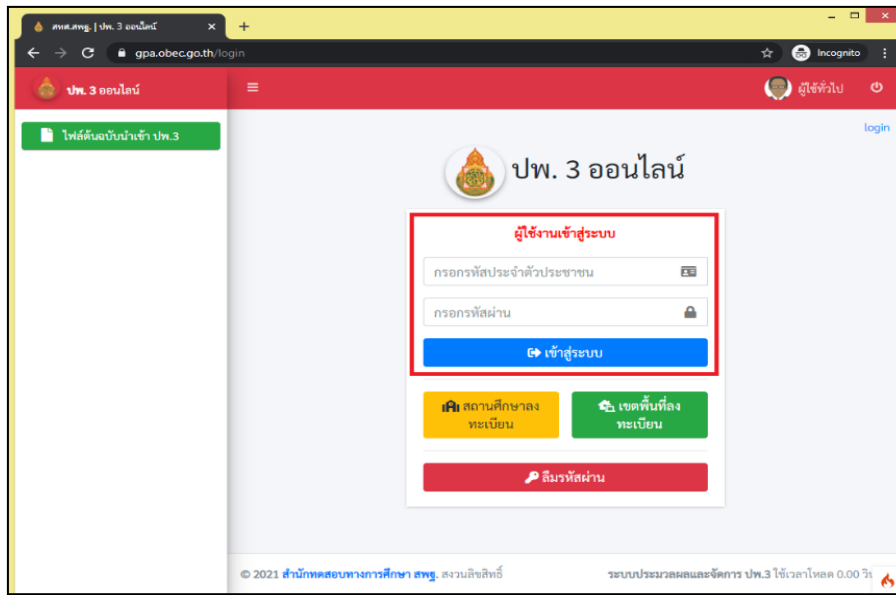 สทศ.สพฐ. | ปพ. 3 ออนไลน์
gpa.obec.go.th/login
Incognito
ปพ. 3 ออนไลน์
ผู้ใช้ทั่วไป
ไฟล์ต้นฉบับนำเข้า ปพ.3
login
ปพ. 3 ออนไลน์
ผู้ใช้งานเข้าสู่ระบบ
กรอกรหัสประจำตัวประชาชน
กรอกรหัสผ่าน
เข้าสู่ระบบ
สถานศึกษาลง
ทะเบียน
เขตพื้นที่ลง
ทะเบียน
ลืมรหัสผ่าน
© 2021 สำนักทดสอบทางการศึกษา สพฐ. สงวนลิขสิทธิ์
ระบบประมวลผลและจัดการ ปพ.3 ใช้เวลาโหลด 0.00